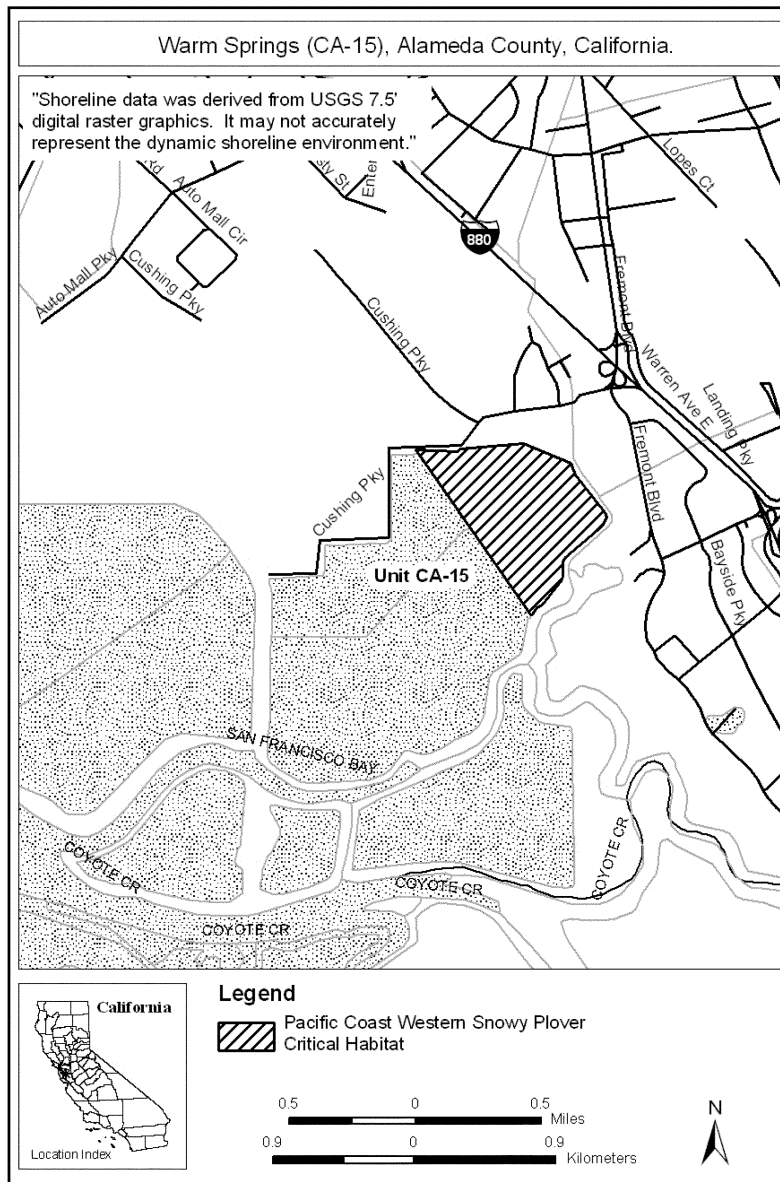 Warm Springs (CA-15), Alameda County, California.
"Shoreline data was derived from USGS 7.5'
digital raster graphics.  It may not accurately
represent the dynamic shoreline environment."
Rd
Auto Mall Cir
sty St
Enter
Lopes Ct
880
Auto Mall Pky
Cushing Pky
Cushing Pky
Fremont Blvd
Warren Ave E
Landing Pky
Fremont Blvd
Cushing Pky
Unit CA-15
Bayside Pky
SAN FRANCISCO BAY
COYOTE CR
COYOTE CR
COYOTE CR
COYOTE CR
California
Location Index
Legend
Pacific Coast Western Snowy Plover
Critical Habitat
0.5 0 0.5
Miles
0.9 0 0.9
Kilometers
N